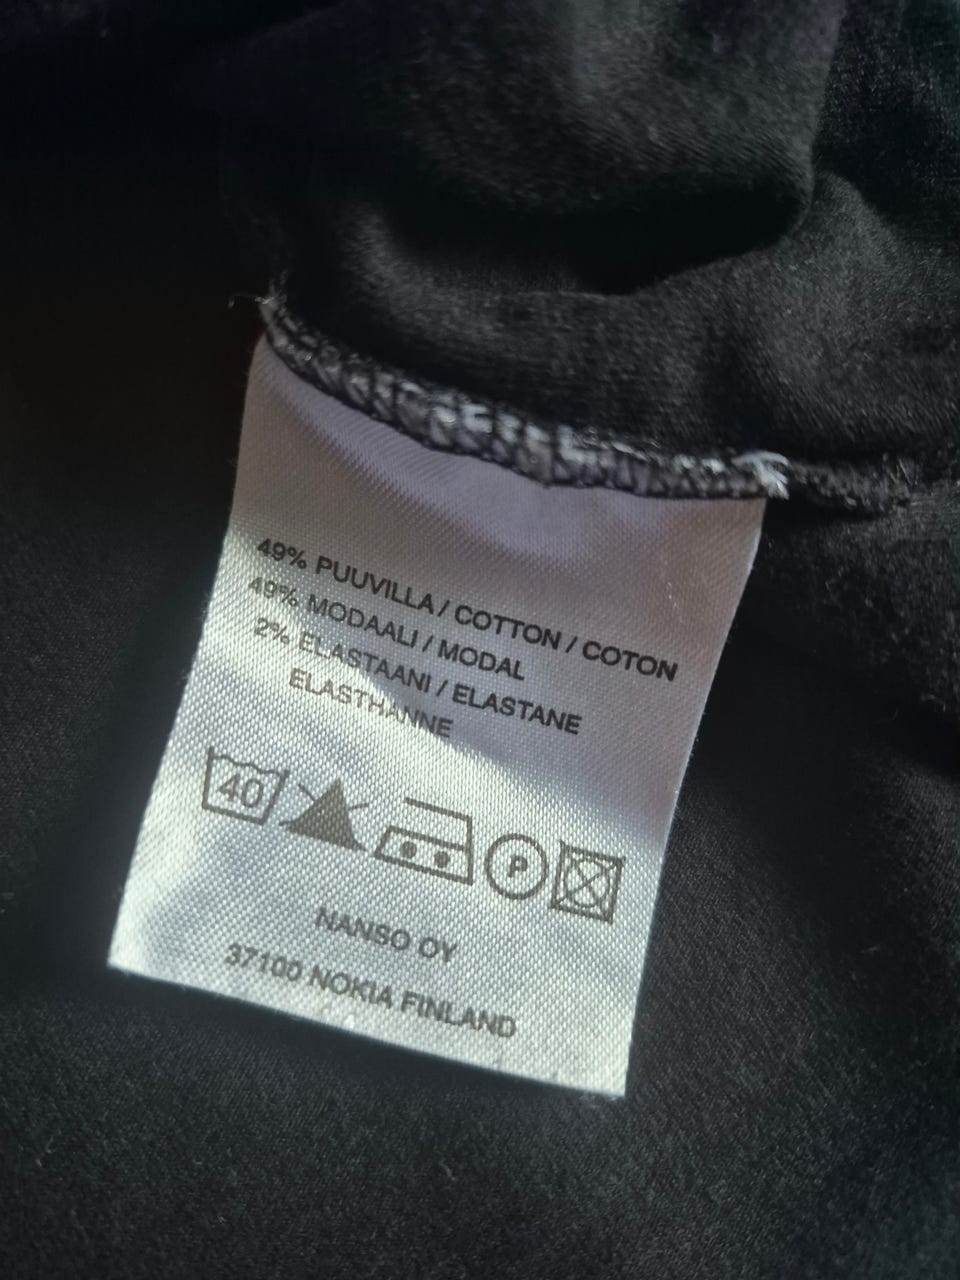 49% PUUVILLA / COTTON / COTON
49% MODAALI / MODAL
2% ELASTAANI / ELASTANE
ELASTHANNE
40
P
NANSO OY
37100 NOKIA FINLAND